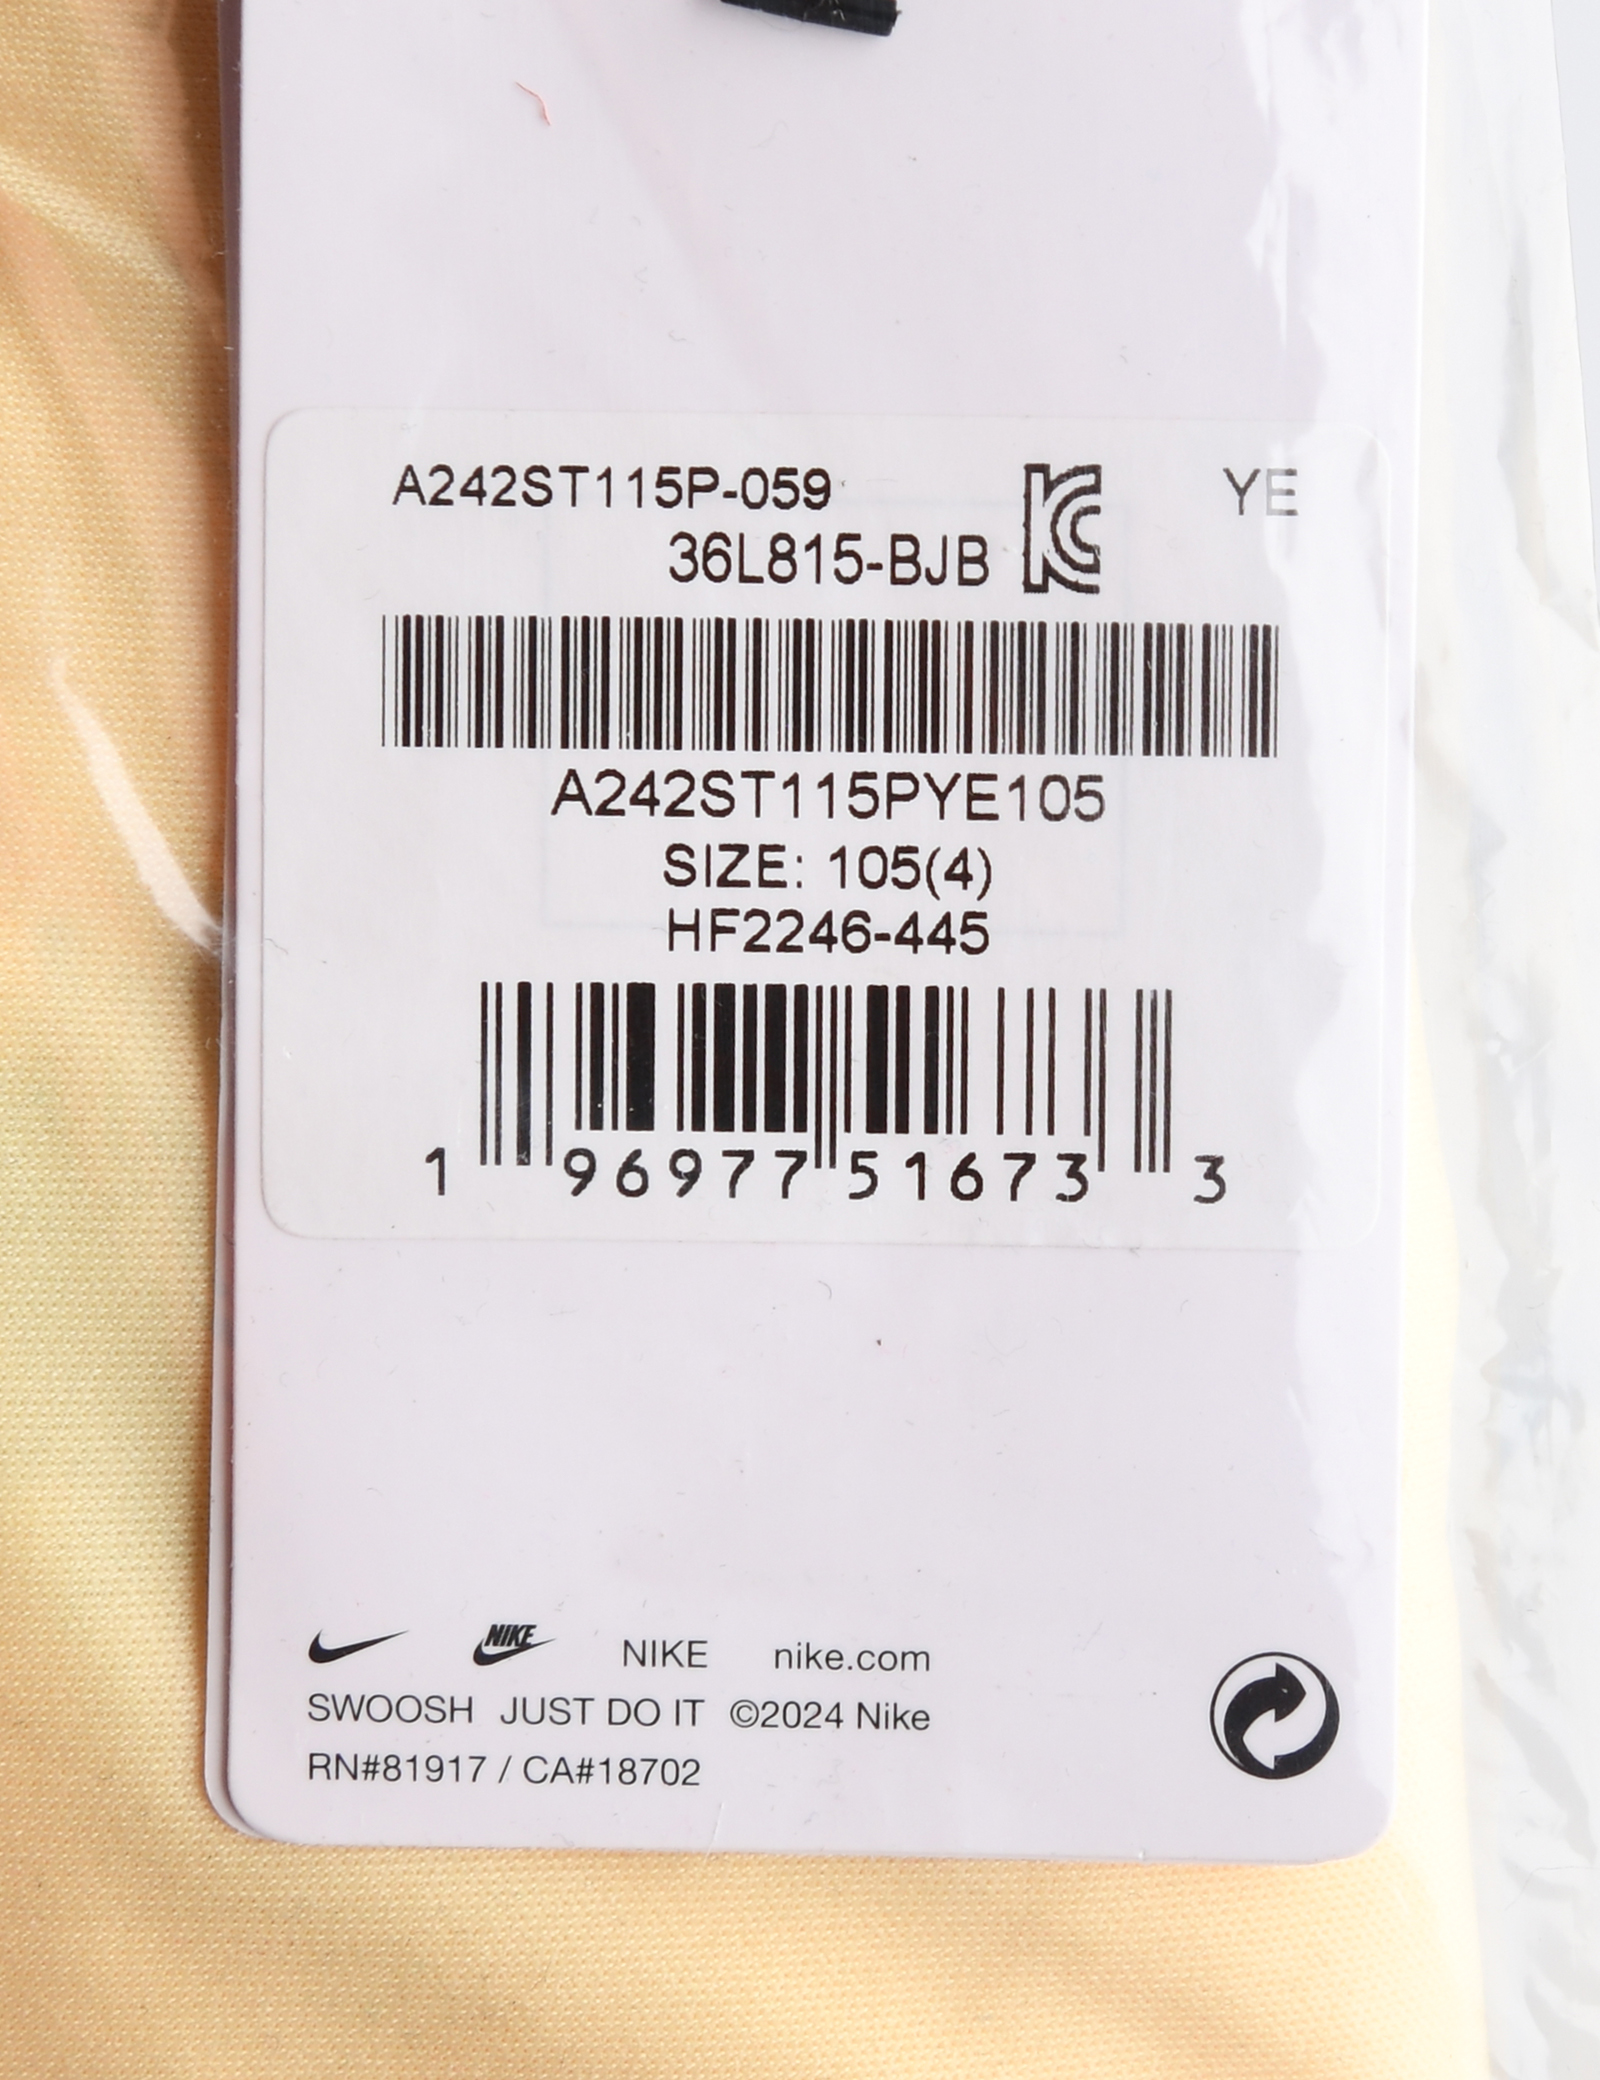 A242ST115P-059 YE
36L815-BJB
A242ST115PYE105
SIZE: 105(4)
HF2246-445
1 96977 51673 3
NIKE NIKE nike.com
SWOOSH JUST DO IT ©2024 Nike
RN#81917 / CA#18702